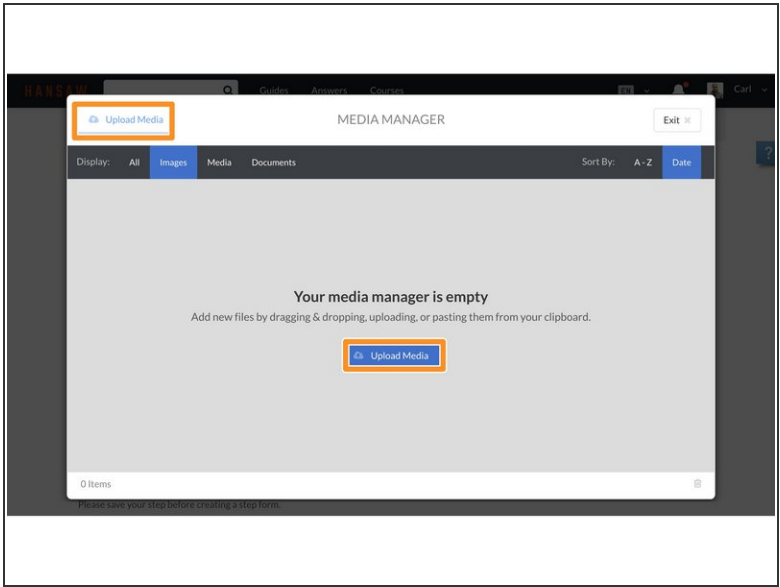 HANSAW Guides Answers Courses EN Carl
Upload Media MEDIA MANAGER Exit ×
?
Display: All Images Media Documents Sort By: A - Z Date
Your media manager is empty
Add new files by dragging & dropping, uploading, or pasting them from your clipboard.
Upload Media
0 Items
Please save your step before creating a step form.